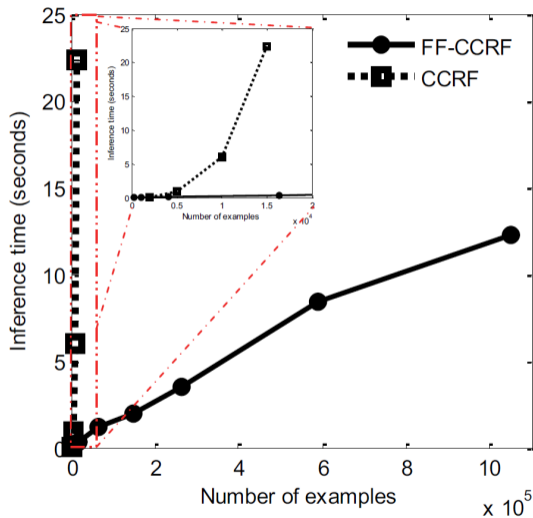 25
20
15
10
5
0
Inference time (seconds)
0 2 4 6 8 10
Number of examples
x 10^5
FF-CCRF
CCRF
25
20
15
10
5
0
Inference time (seconds)
0 0.5 1 1.5 2
Number of examples
x 10^4